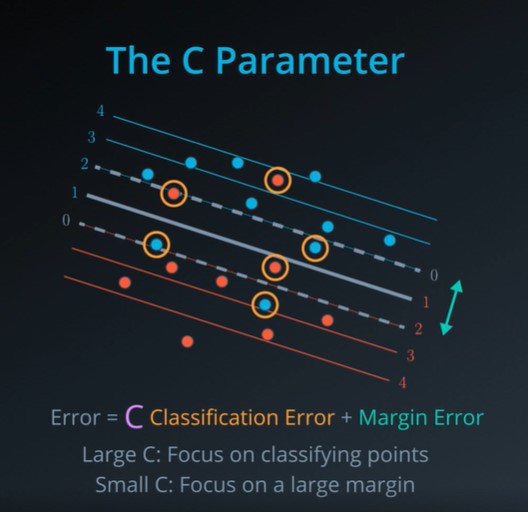 The C Parameter
4
3
2
1
0
0
1
2
3
4
Error = C Classification Error + Margin Error
Large C: Focus on classifying points
Small C: Focus on a large margin